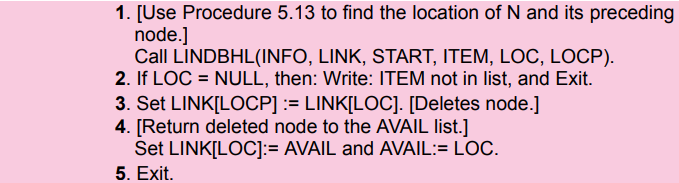 1. [Use Procedure 5.13 to find the location of N and its preceding
node.]
Call LINDBHL(INFO, LINK, START, ITEM, LOC, LOCP).
2. If LOC = NULL, then: Write: ITEM not in list, and Exit.
3. Set LINK[LOCP] := LINK[LOC]. [Deletes node.]
4. [Return deleted node to the AVAIL list.]
Set LINK[LOC]:= AVAIL and AVAIL:= LOC.
5. Exit.